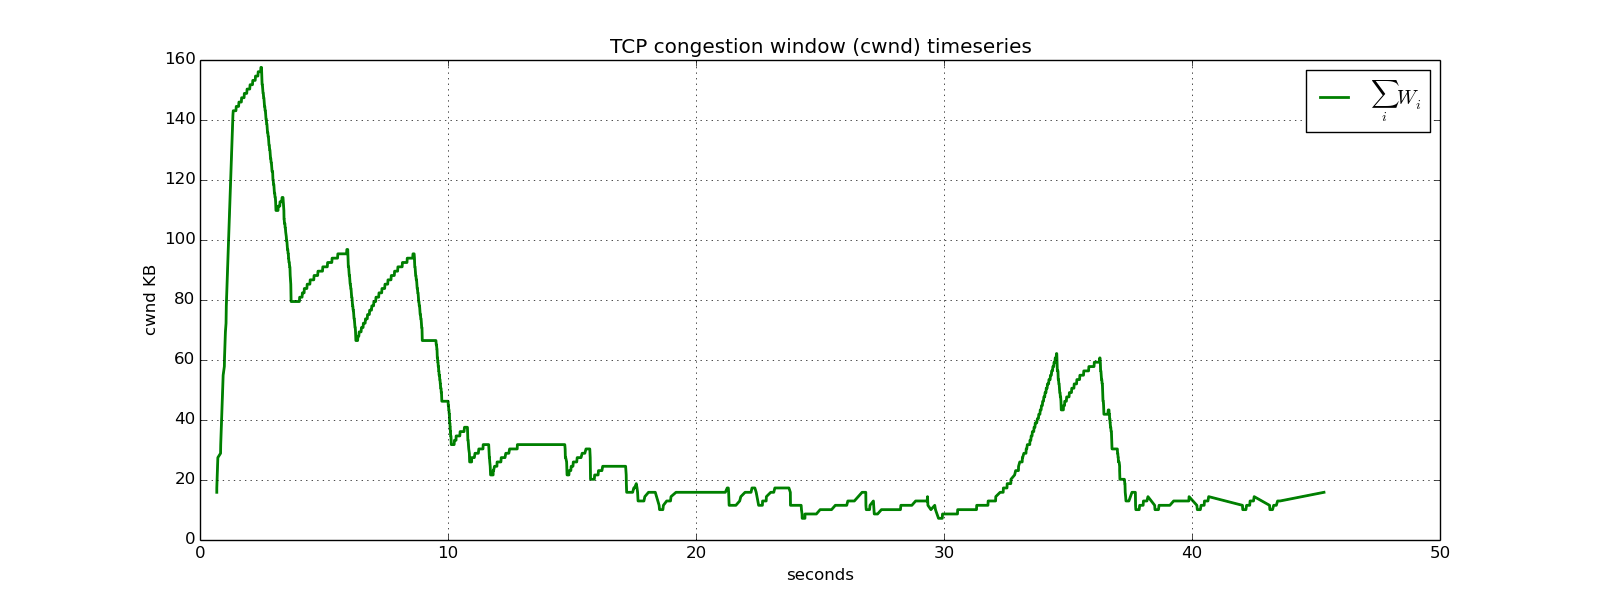 TCP congestion window (cwnd) timeseries
160
140
120
100
80
60
40
20
0
cwnd KB
0 10 20 30 40 50
seconds
∑W_i
i